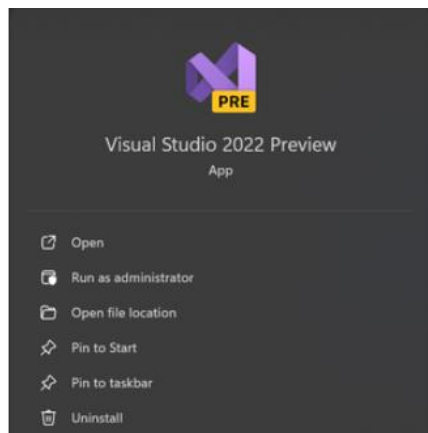 PRE
Visual Studio 2022 Preview
App
Open
Run as administrator
Open file location
Pin to Start
Pin to taskbar
Uninstall